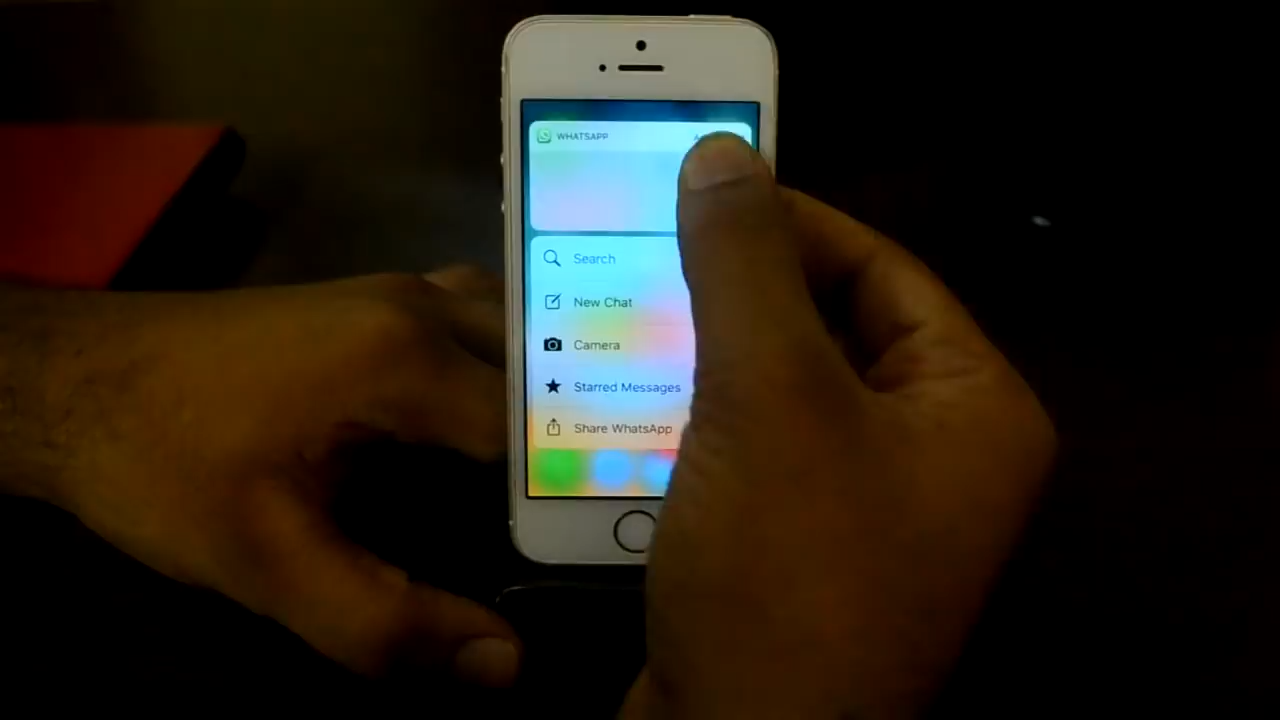 WHATSAPP
Search
New Chat
Camera
Starred Messages
Share WhatsApp